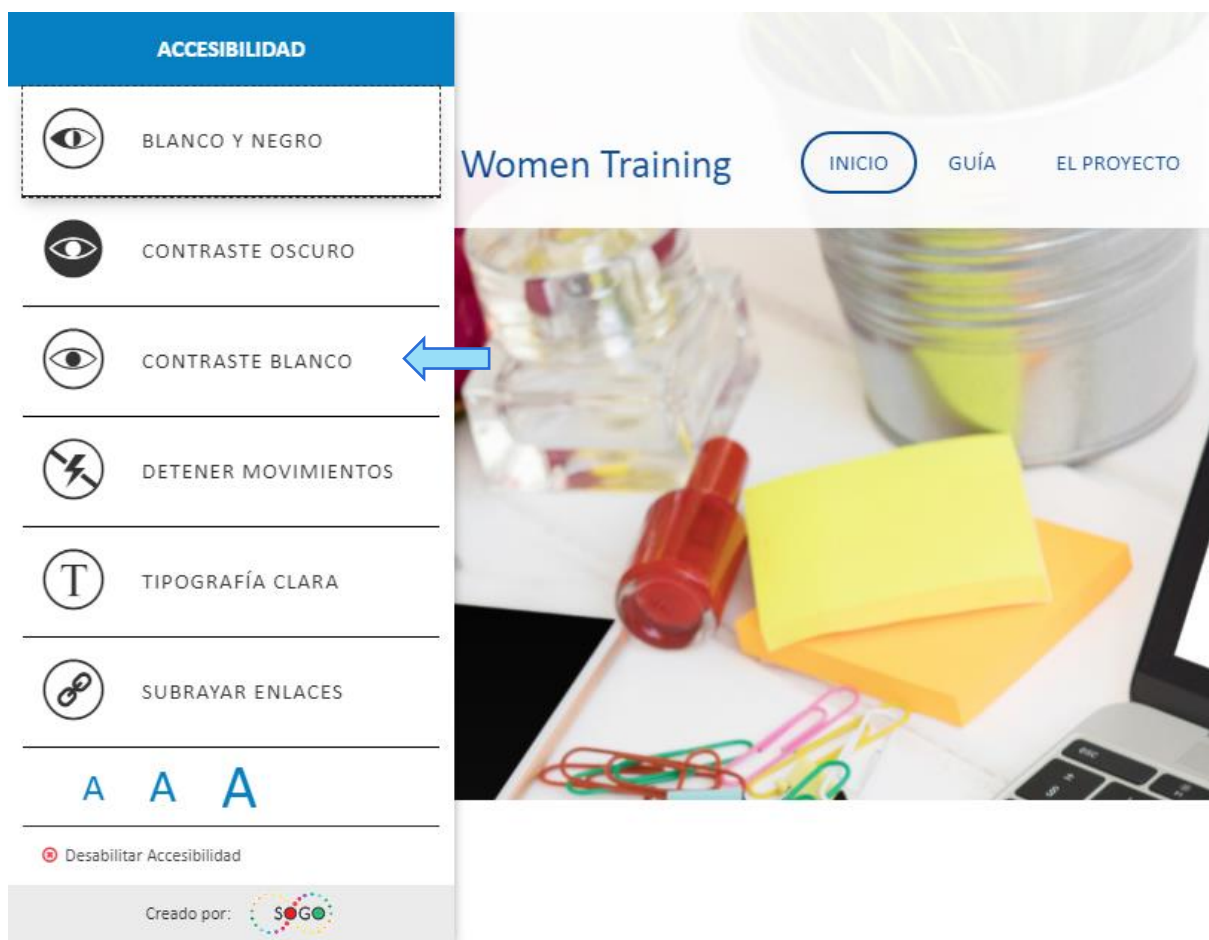 ACCESIBILIDAD
BLANCO Y NEGRO
CONTRASTE OSCURO
CONTRASTE BLANCO
DETENER MOVIMIENTOS
T
TIPOGRAFÍA CLARA
SUBRAYAR ENLACES
A A A
Desabilitar Accesibilidad
Creado por: SOGO
Women Training
INICIO
GUÍA
EL PROYECTO
esc